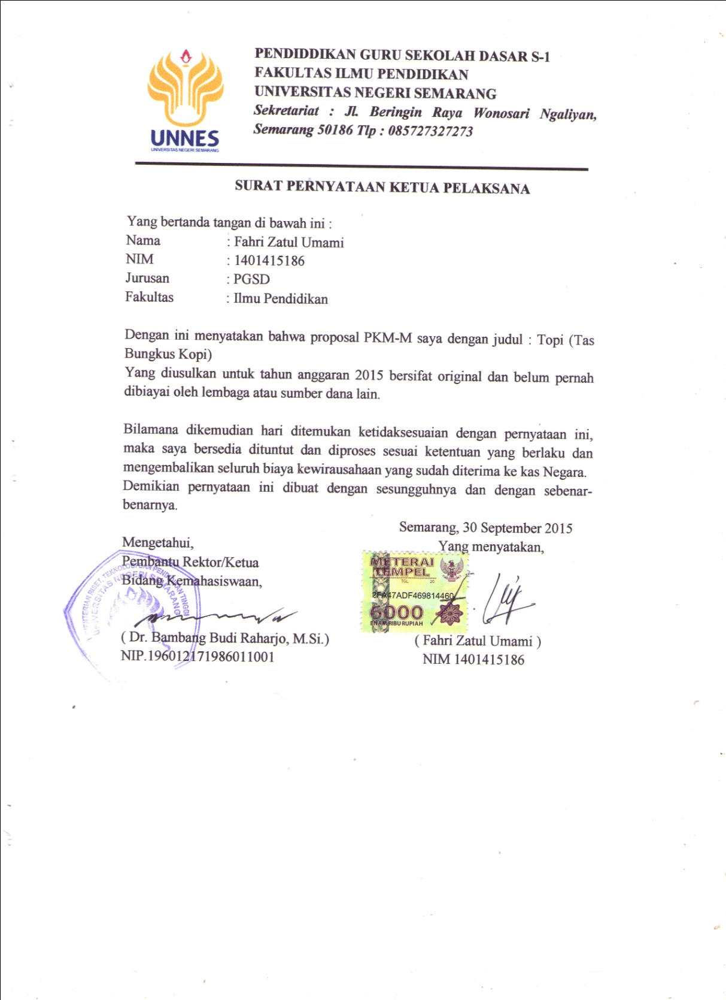 PENDIDDIKAN GURU SEKOLAH DASAR S-1
FAKULTAS ILMU PENDIDIKAN
UNIVERSITAS NEGERI SEMARANG
Sekretariat : Jl. Beringin Raya Wonosari Ngaliyan,
Semarang 50186 Tlp : 085727327273
UNNES
UNIVERSITAS NEGERI SEMARANG
SURAT PERNYATAAN KETUA PELAKSANA
Yang bertanda tangan di bawah ini :
Nama : Fahri Zatul Umami
NIM : 1401415186
Jurusan : PGSD
Fakultas : Ilmu Pendidikan
Dengan ini menyatakan bahwa proposal PKM-M saya dengan judul : Topi (Tas
Bungkus Kopi)
Yang diusulkan untuk tahun anggaran 2015 bersifat original dan belum pernah
dibiayai oleh lembaga atau sumber dana lain.
Bilamana dikemudian hari ditemukan ketidaksesuaian dengan pernyataan ini,
maka saya bersedia dituntut dan diproses sesuai ketentuan yang berlaku dan
mengembalikan seluruh biaya kewirausahaan yang sudah diterima ke kas Negara.
Demikian pernyataan ini dibuat dengan sesungguhnya dan dengan sebenar-
benarnya.
Semarang, 30 September 2015
Mengetahui,
Yang menyatakan,
Pembantu Rektor/Ketua
Bidang Kemahasiswaan,
RISET, TEKNOLOGI DAN PENDIDIKAN TINGGI
UNIVERSITAS NEGERI SEMARANG
METERAI
TEMPEL
TGL 20
2FA47ADF469814460
6000
ENAM RIBU RUPIAH
( Dr. Bambang Budi Raharjo, M.Si.)
NIP.196012171986011001
( Fahri Zatul Umami )
NIM 1401415186